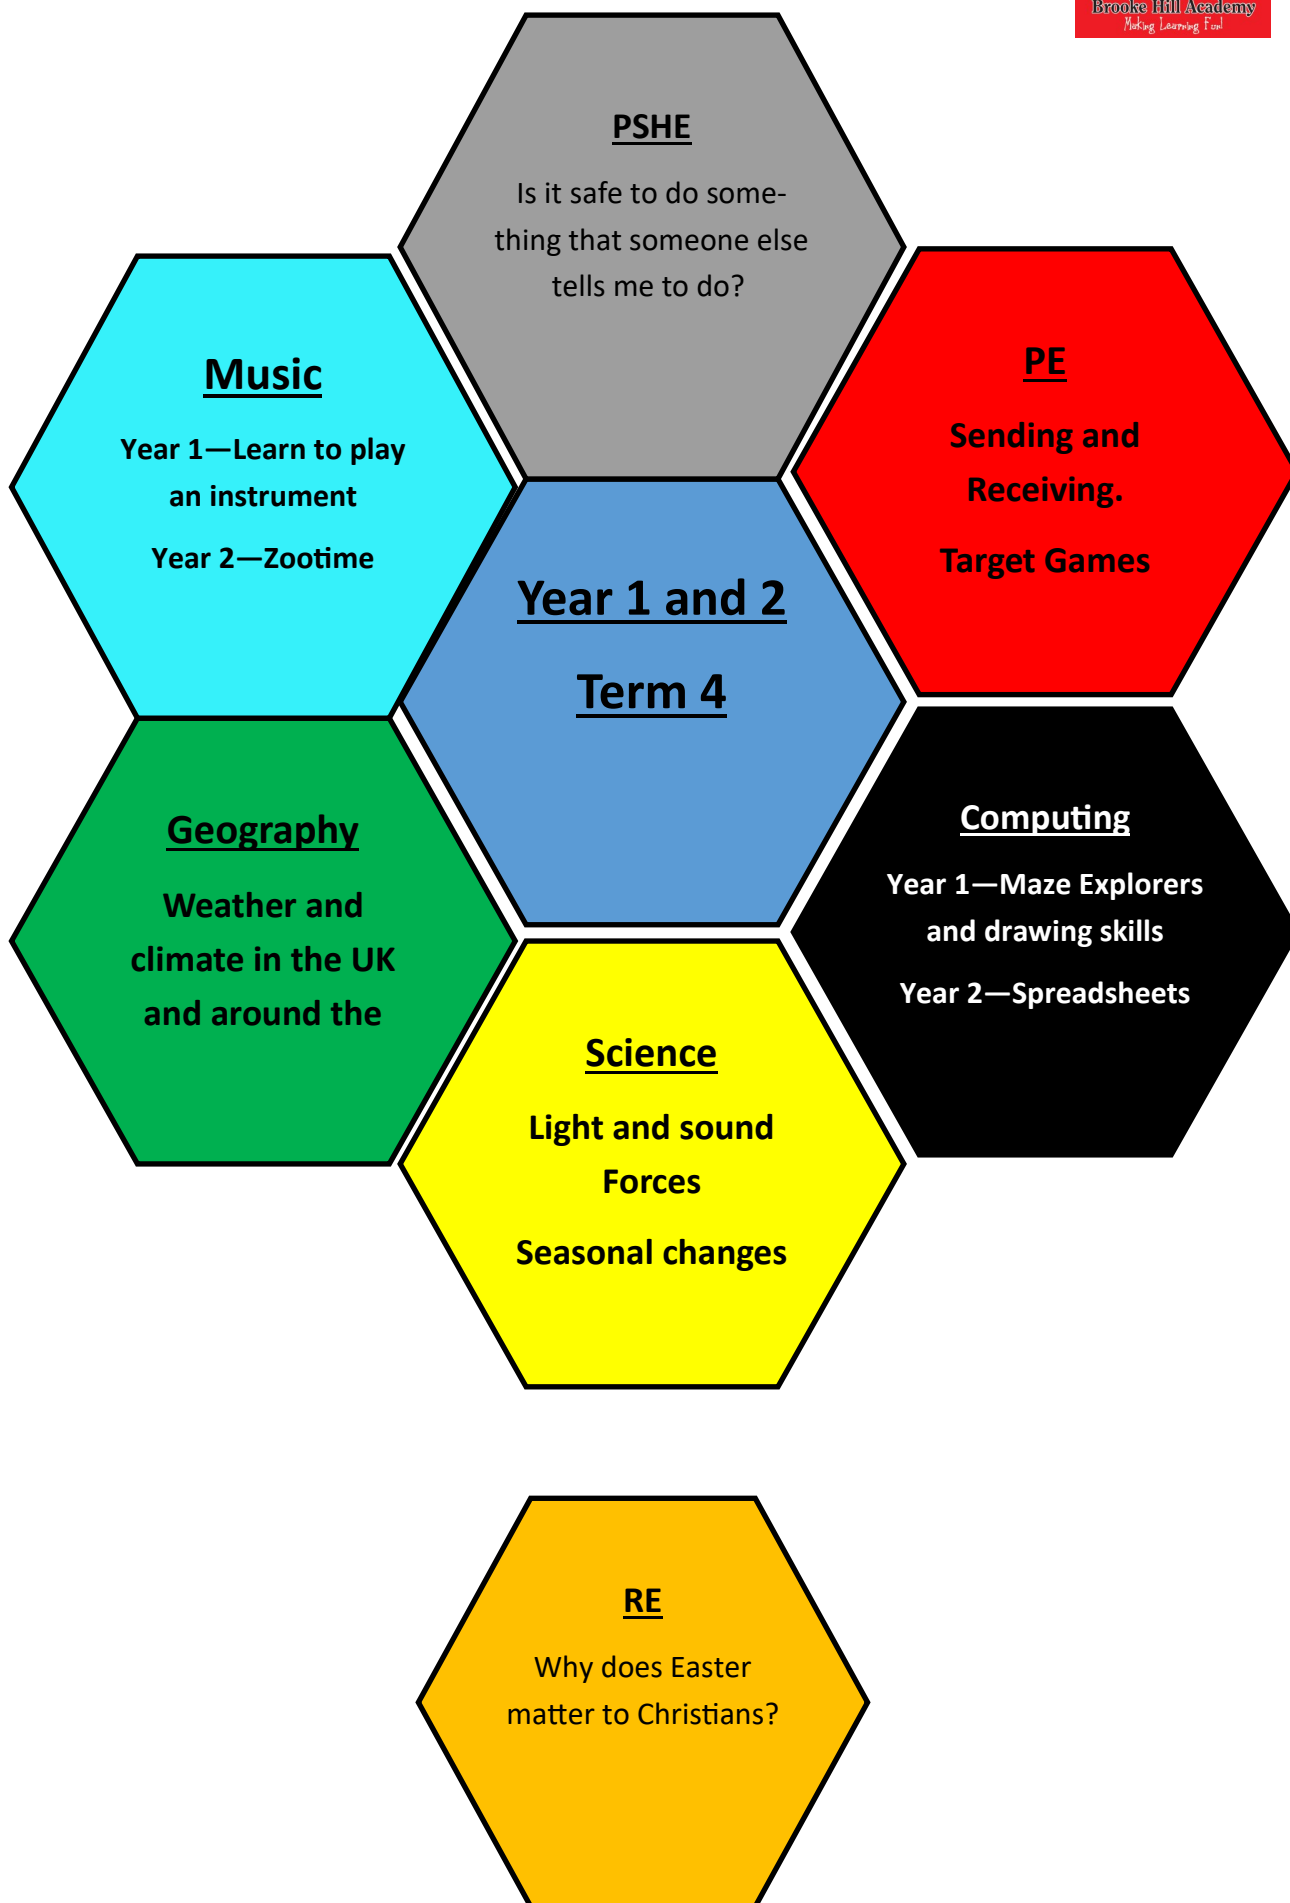 Brooke Hill Academy
Making Learning Fun!
PSHE
Is it safe to do some-
thing that someone else
tells me to do?
Music
Year 1—Learn to play
an instrument
Year 2—Zootime
PE
Sending and
Receiving.
Target Games
Year 1 and 2
Term 4
Geography
Weather and
climate in the UK
and around the
Computing
Year 1—Maze Explorers
and drawing skills
Year 2—Spreadsheets
Science
Light and sound
Forces
Seasonal changes
RE
Why does Easter
matter to Christians?